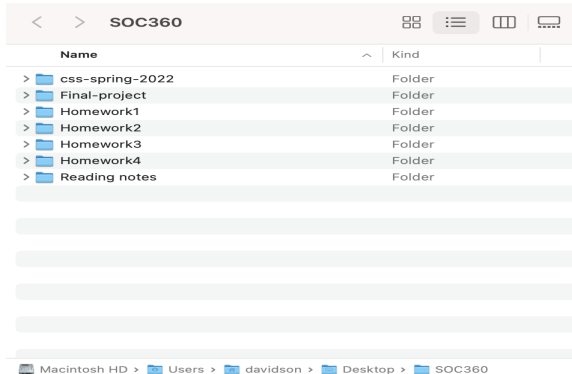 SOC360
Name Kind
css-spring-2022 Folder
Final-project Folder
Homework1 Folder
Homework2 Folder
Homework3 Folder
Homework4 Folder
Reading notes Folder
Macintosh HD > Users > davidson > Desktop > SOC360